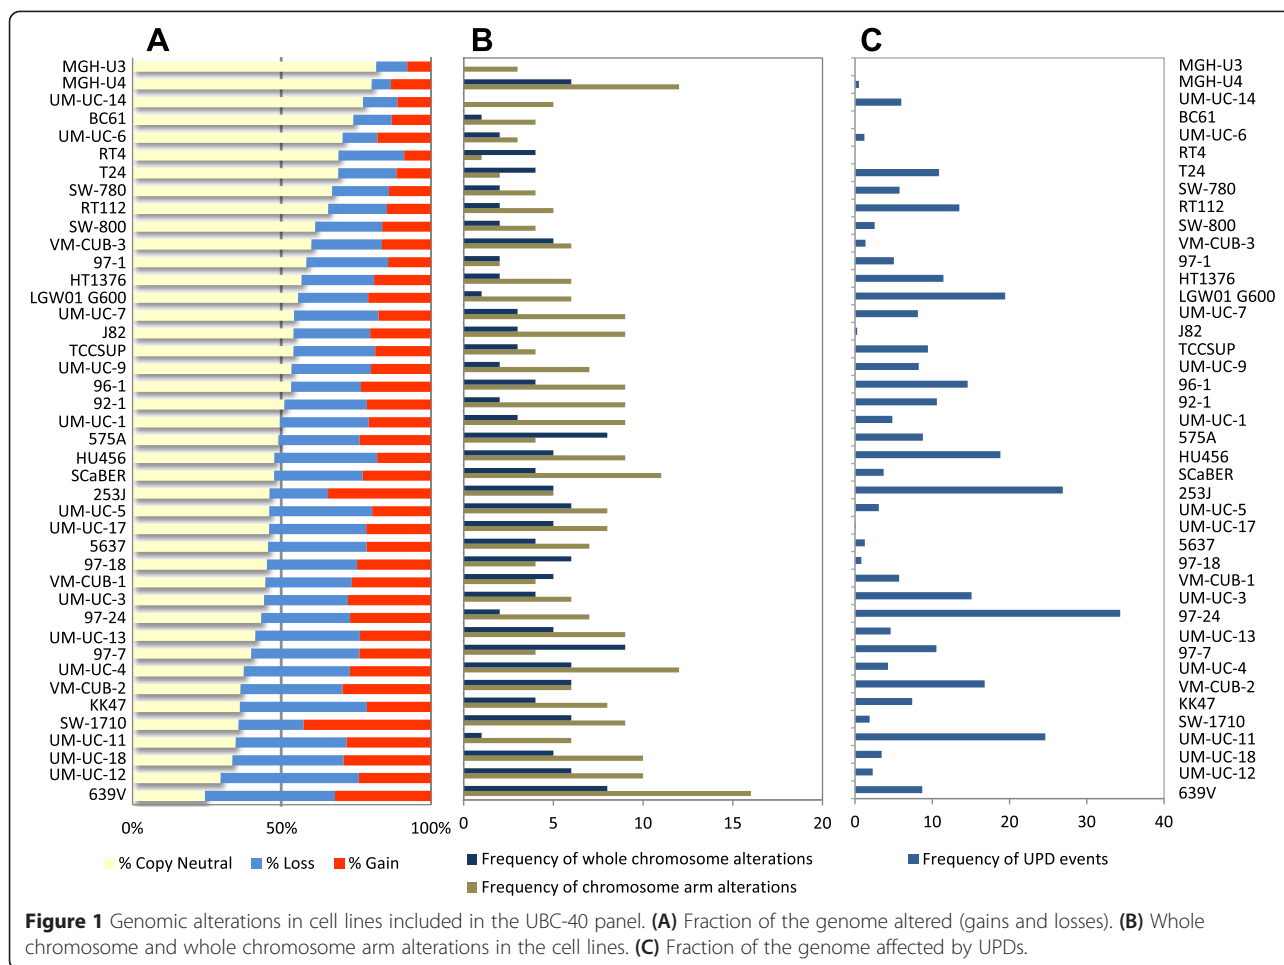 A B C
MGH-U3
MGH-U4
UM-UC-14
BC61
UM-UC-6
RT4
T24
SW-780
RT112
SW-800
VM-CUB-3
97-1
HT1376
LGW01 G600
UM-UC-7
J82
TCCSUP
UM-UC-9
96-1
92-1
UM-UC-1
575A
HU456
SCaBER
253J
UM-UC-5
UM-UC-17
5637
97-18
VM-CUB-1
UM-UC-3
97-24
UM-UC-13
97-7
UM-UC-4
VM-CUB-2
KK47
SW-1710
UM-UC-11
UM-UC-18
UM-UC-12
639V
0% 50% 100%
% Copy Neutral % Loss % Gain
0 5 10 15 20
Frequency of whole chromosome alterations
Frequency of chromosome arm alterations
MGH-U3
MGH-U4
UM-UC-14
BC61
UM-UC-6
RT4
T24
SW-780
RT112
SW-800
VM-CUB-3
97-1
HT1376
LGW01 G600
UM-UC-7
J82
TCCSUP
UM-UC-9
96-1
92-1
UM-UC-1
575A
HU456
SCaBER
253J
UM-UC-5
UM-UC-17
5637
97-18
VM-CUB-1
UM-UC-3
97-24
UM-UC-13
97-7
UM-UC-4
VM-CUB-2
KK47
SW-1710
UM-UC-11
UM-UC-18
UM-UC-12
639V
0 10 20 30 40
Frequency of UPD events
Figure 1 Genomic alterations in cell lines included in the UBC-40 panel. (A) Fraction of the genome altered (gains and losses). (B) Whole
chromosome and whole chromosome arm alterations in the cell lines. (C) Fraction of the genome affected by UPDs.